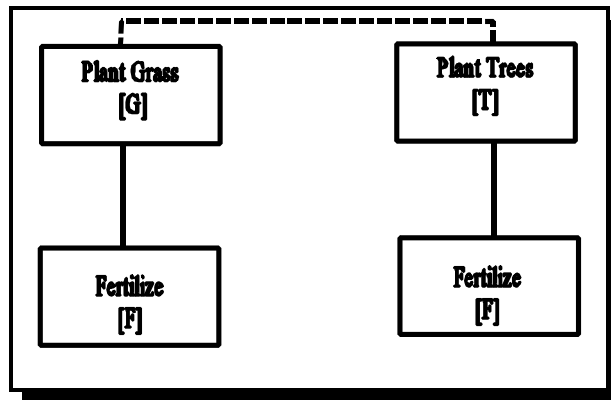 Plant Grass
[G]
Plant Trees
[T]
Fertilize
[F]
Fertilize
[F]